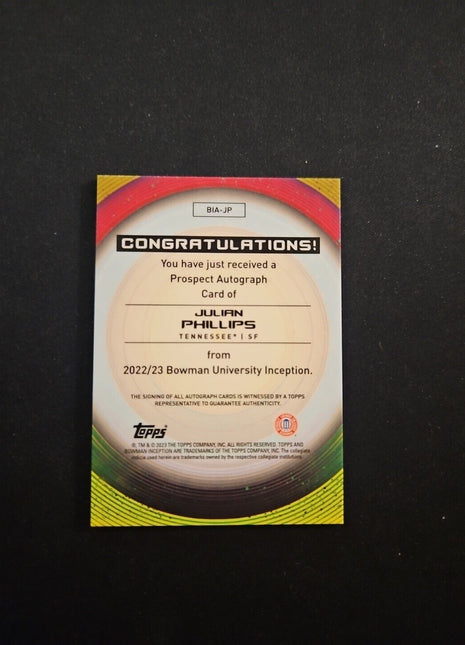 BIA-JP
CONGRATULATIONS!
You have just received a
Prospect Autograph
Card of
JULIAN
PHILLIPS
TENNESSEE® | SF
from
2022/23 Bowman University Inception.
THE SIGNING OF ALL AUTOGRAPH CARDS IS WITNESSED BY A TOPPS
REPRESENTATIVE TO GUARANTEE AUTHENTICITY.
Topps
®, TM & © 2023 THE TOPPS COMPANY, INC. ALL RIGHTS RESERVED. TOPPS AND
BOWMAN INCEPTION ARE TRADEMARKS OF THE TOPPS COMPANY, INC. The collegiate
indicia used herein are trademarks owned by the respective collegiate institutions.